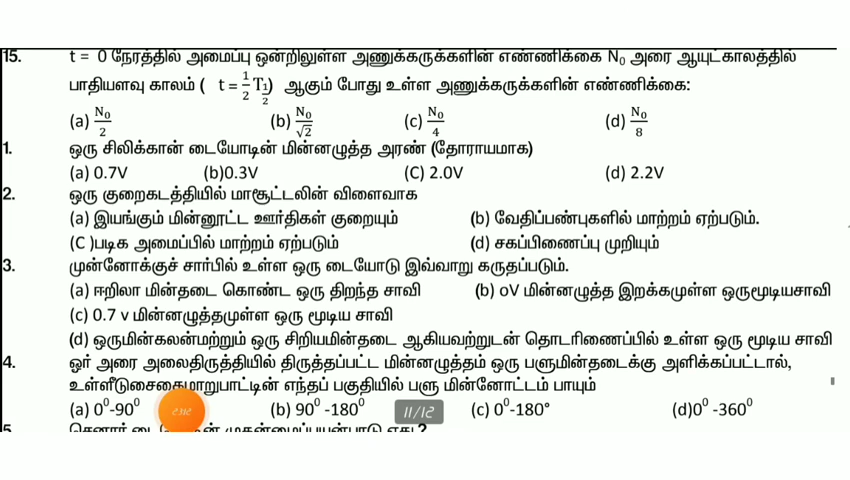 15. t = 0 நேரத்தில் அமைப்பு ஒன்றிலுள்ள அணுக்கருக்களின் எண்ணிக்கை N₀ அரை ஆயுட்காலத்தில்
பாதியளவு காலம் ( t = 1/2 T1/2) ஆகும் போது உள்ள அணுக்கருக்களின் எண்ணிக்கை:
(a) N₀/2 (b) N₀/√2 (c) N₀/4 (d) N₀/8
1. ஒரு சிலிக்கான் டையோடின் மின்னழுத்த அரண் (தோராயமாக)
(a) 0.7V (b)0.3V (C) 2.0V (d) 2.2V
2. ஒரு குறைகடத்தியில் மாசூட்டலின் விளைவாக
(a) இயங்கும் மின்னூட்ட ஊர்திகள் குறையும் (b) வேதிப்பண்புகளில் மாற்றம் ஏற்படும்.
(C )படிக அமைப்பில் மாற்றம் ஏற்படும் (d) சகப்பிணைப்பு முறியும்
3. முன்னோக்குச் சார்பில் உள்ள ஒரு டையோடு இவ்வாறு கருதப்படும்.
(a) ஈறிலா மின்தடை கொண்ட ஒரு திறந்த சாவி (b) oV மின்னழுத்த இறக்கமுள்ள ஒருமூடியசாவி
(c) 0.7 v மின்னழுத்தமுள்ள ஒரு மூடிய சாவி
(d) ஒருமின்கலன்மற்றும் ஒரு சிறியமின்தடை ஆகியவற்றுடன் தொடரிணைப்பில் உள்ள ஒரு மூடிய சாவி
4. ஓர் அரை அலைதிருத்தியில் திருத்தப்பட்ட மின்னழுத்தம் ஒரு பளுமின்தடைக்கு அளிக்கப்பட்டால்,
உள்ளீடுசைகைமாறுபாட்டின் எந்தப் பகுதியில் பளு மின்னோட்டம் பாயும்
(a) 0⁰-90⁰ (b) 90⁰ -180⁰ 11/12 (c) 0⁰-180° (d)0⁰ -360⁰